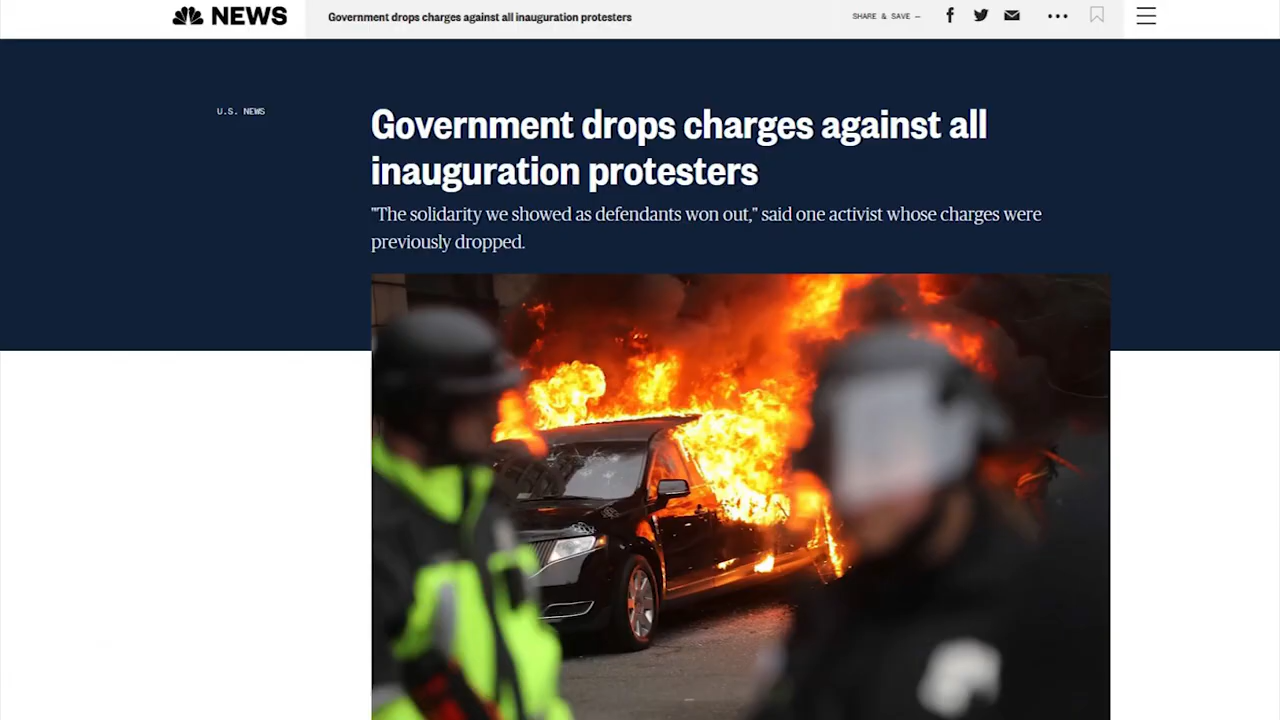 NEWS
Government drops charges against all inauguration protesters
SHARE & SAVE —
U.S. NEWS
Government drops charges against all
inauguration protesters
"The solidarity we showed as defendants won out," said one activist whose charges were
previously dropped.